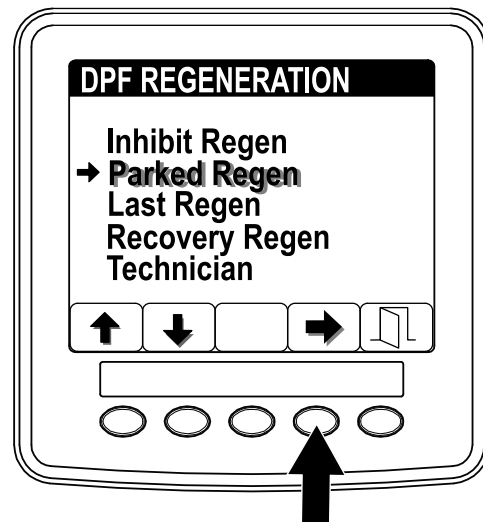 DPF REGENERATION
Inhibit Regen
Parked Regen
Last Regen
Recovery Regen
Technician